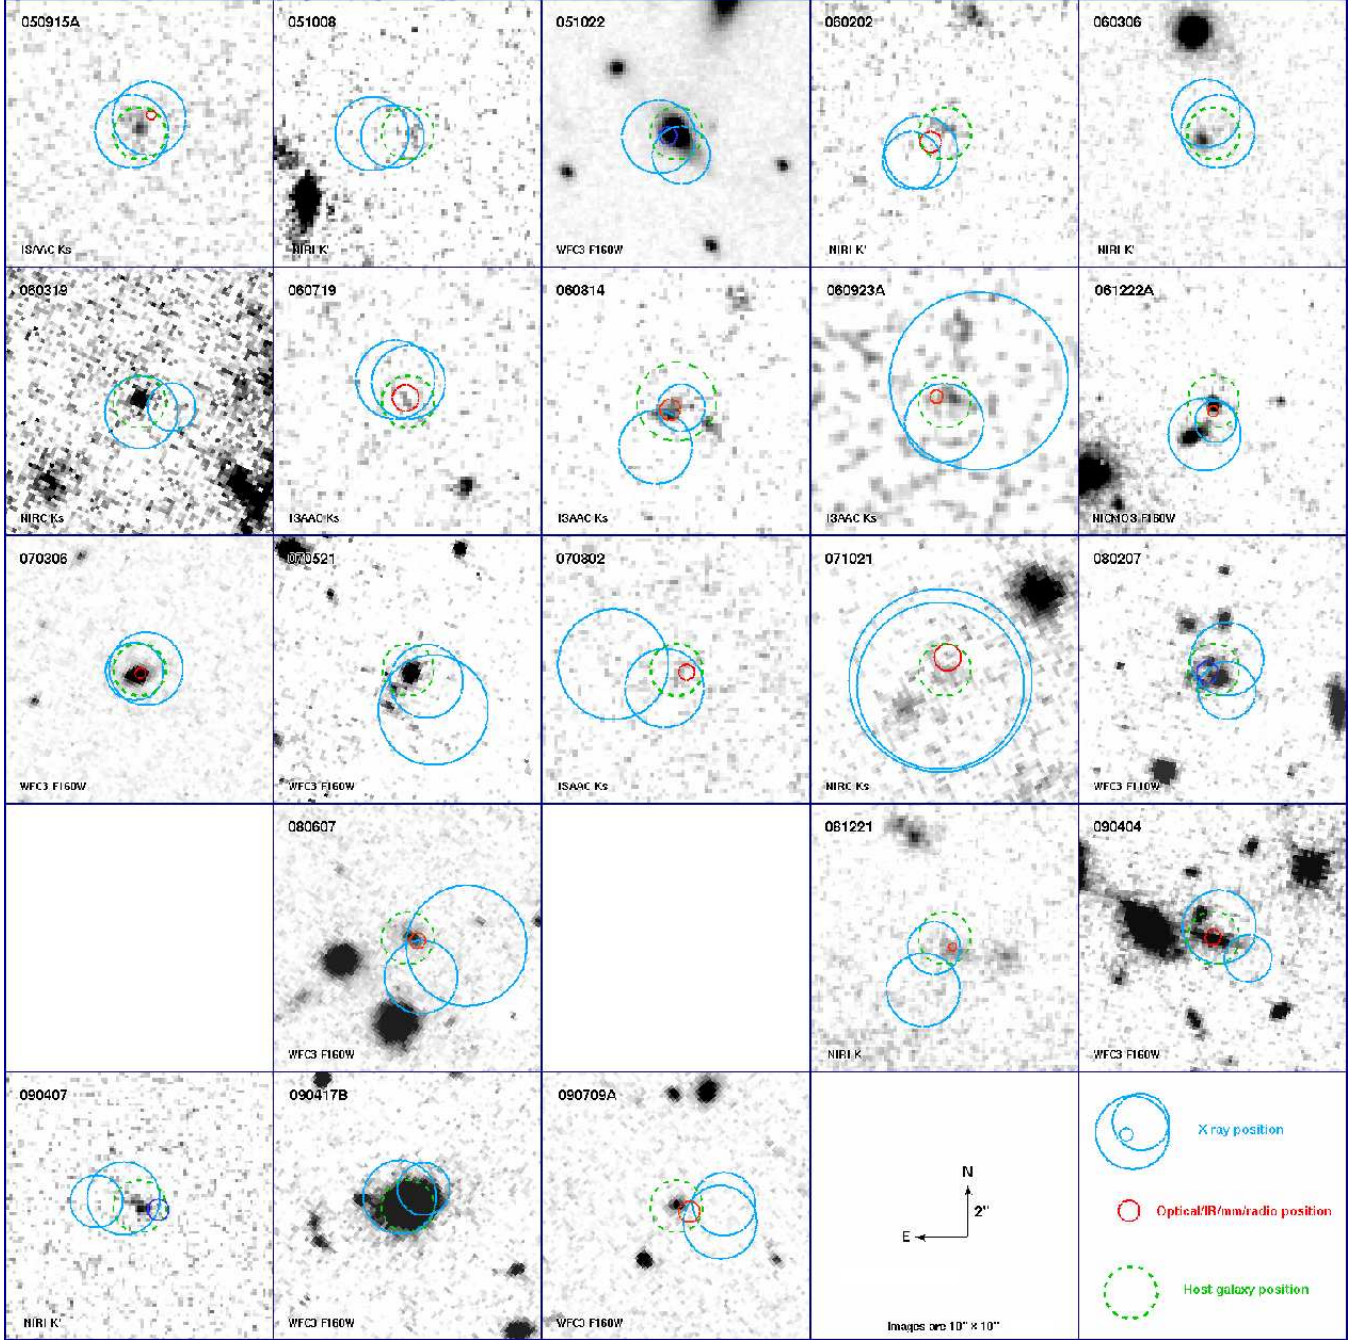 050915A
051008
051022
060202
060306
ISAAC Ks
NIRI K'
WFC3 F160W
NIRI K'
NIRI K'
060319
060719
060814
060923A
061222A
NIRC Ks
ISAAC Ks
ISAAC Ks
ISAAC Ks
NICMOS F160W
070306
070521
070802
071021
080207
WFC3 F160W
WFC3 F160W
ISAAC Ks
NIRC Ks
WFC3 F110W
080607
081221
090404
WFC3 F160W
NIRI K
WFC3 F160W
090407
090417B
090709A
X ray position
N
2"
Optical/IR/mm/radio position
E
Host galaxy position
NIRI K'
WFC3 F160W
WFC3 F160W
Images are 10" x 10"